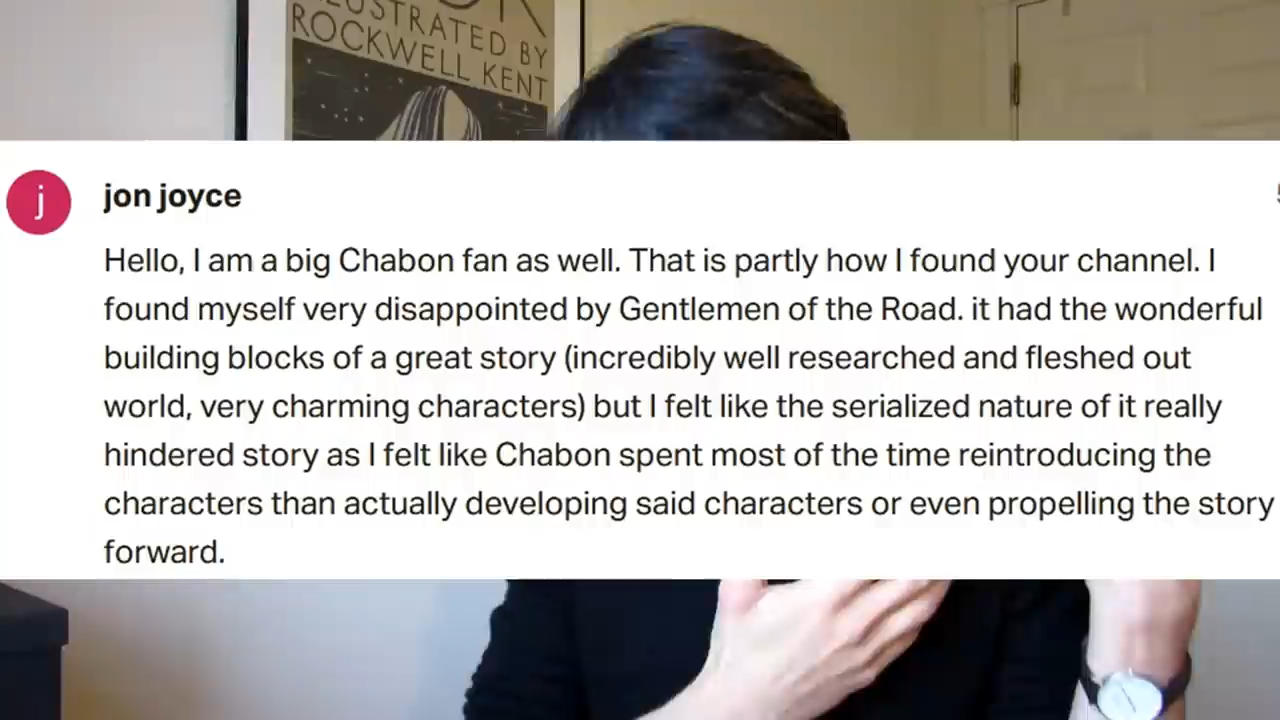 ILLUSTRATED BY
ROCKWELL KENT
j
jon joyce
Hello, I am a big Chabon fan as well. That is partly how I found your channel. I
found myself very disappointed by Gentlemen of the Road. it had the wonderful
building blocks of a great story (incredibly well researched and fleshed out
world, very charming characters) but I felt like the serialized nature of it really
hindered story as I felt like Chabon spent most of the time reintroducing the
characters than actually developing said characters or even propelling the story
forward.